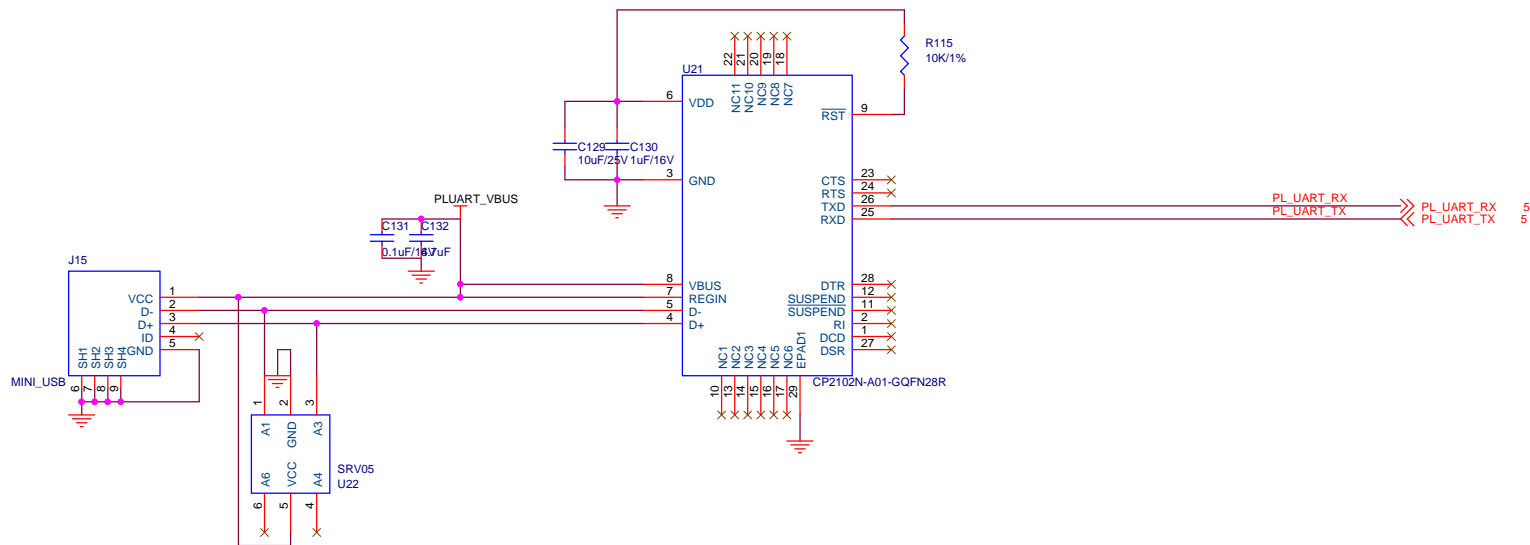 R115
10K/1%
U21
22
21
20
19
18
NC11
NC10
NC9
NC8
NC7
6
VDD
RST
9
C129
10uF/25V
C130
1uF/16V
3
GND
CTS
23
RTS
24
TXD
26
RXD
25
PL_UART_RX
PL_UART_TX
PL_UART_RX 5
PL_UART_TX 5
PLUART_VBUS
C131
0.1uF/16V
C132
4.7uF
8
VBUS
7
REGIN
5
D-
4
D+
DTR
28
SUSPEND
12
SUSPEND
11
RI
2
DCD
1
DSR
27
NC1
NC2
NC3
NC4
NC5
NC6
EPAD1
10
13
14
15
16
17
29
CP2102N-A01-GQFN28R
J15
VCC
1
D-
2
D+
3
ID
4
GND
5
SH1
SH2
SH3
SH4
6
7
8
9
MINI_USB
1
2
3
A1
GND
A3
A6
VCC
A4
6
5
4
SRV05
U22